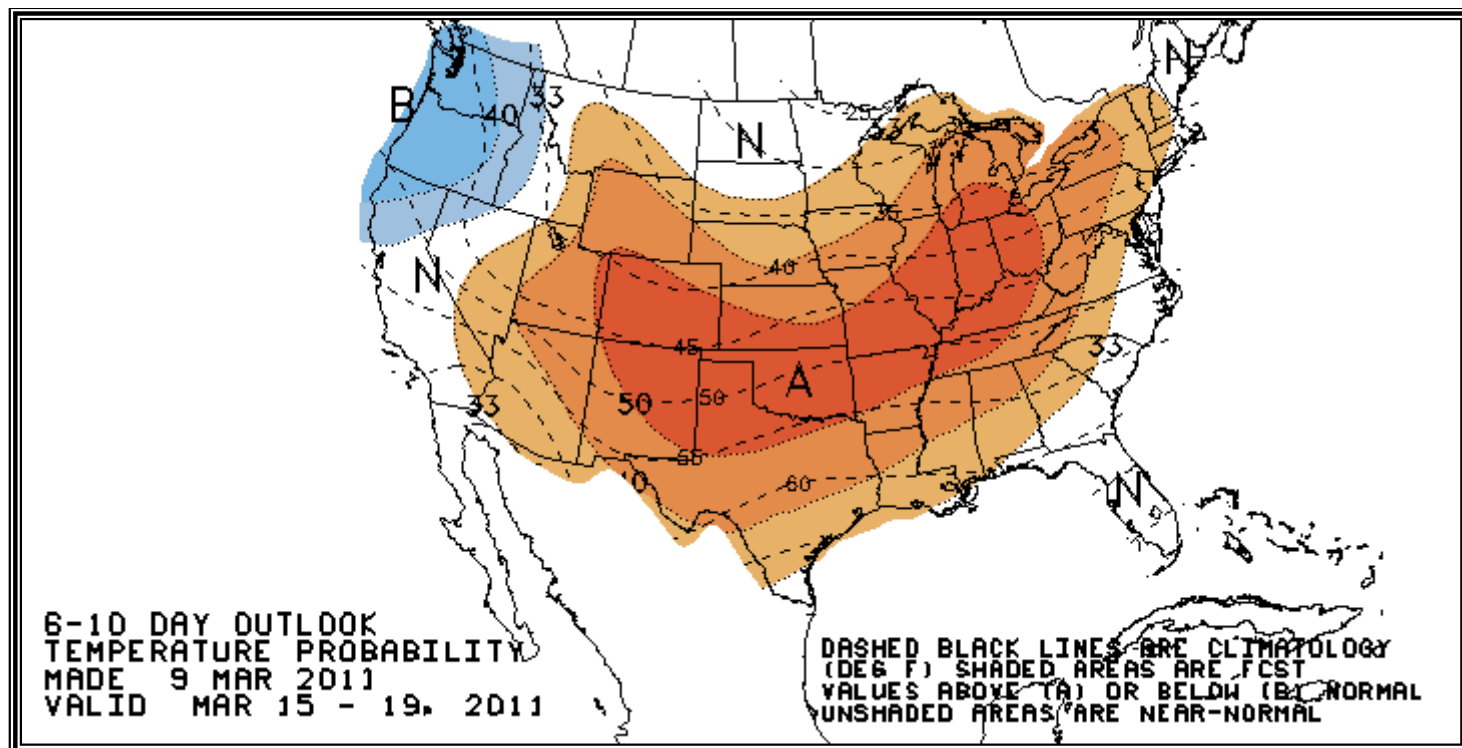 B
40
33
N
25
N
35
N
40
45
A
50
50
33
33
55
60
N
6-10 DAY OUTLOOK
TEMPERATURE PROBABILITY
MADE 9 MAR 2011
VALID MAR 15 - 19, 2011
DASHED BLACK LINES ARE CLIMATOLOGY
(DEG F) SHADED AREAS ARE FCST
VALUES ABOVE (A) OR BELOW (B) NORMAL
UNSHADED AREAS ARE NEAR-NORMAL